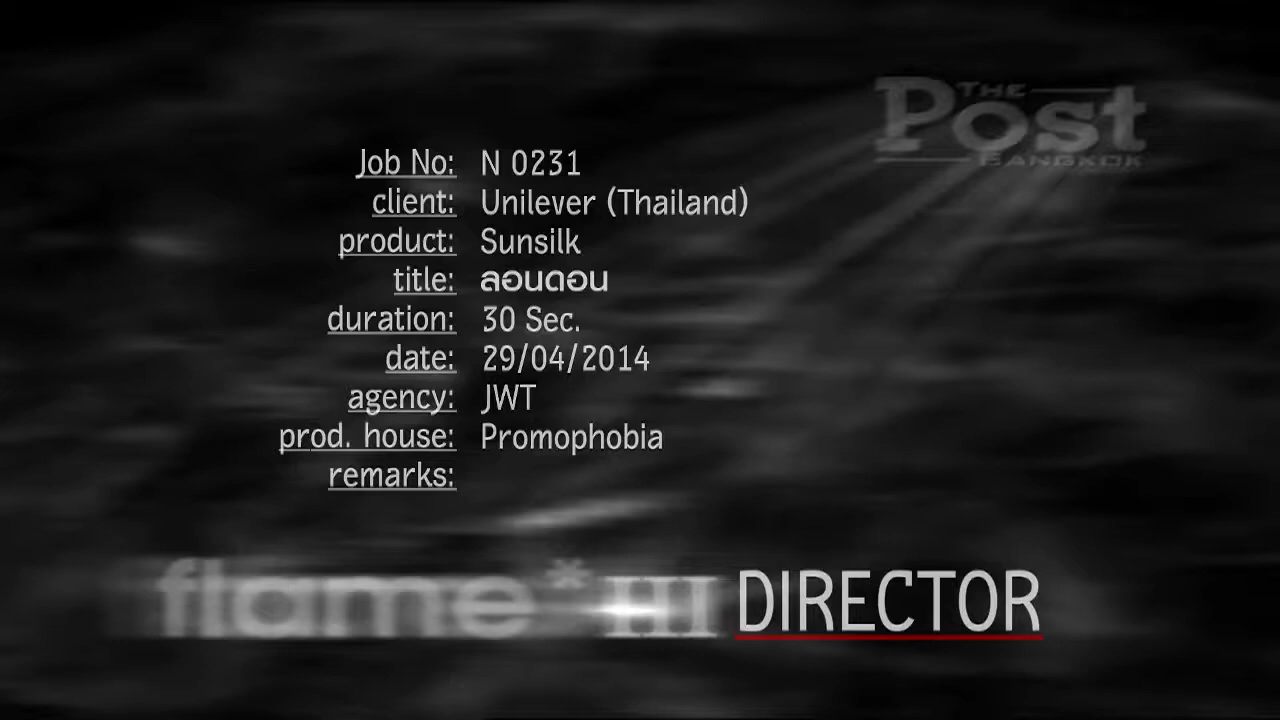 THE
Post
BANGKOK
Job No: N 0231
client: Unilever (Thailand)
product: Sunsilk
title: ลอนดอน
duration: 30 Sec.
date: 29/04/2014
agency: JWT
prod. house: Promophobia
remarks:
flame* HI DIRECTOR